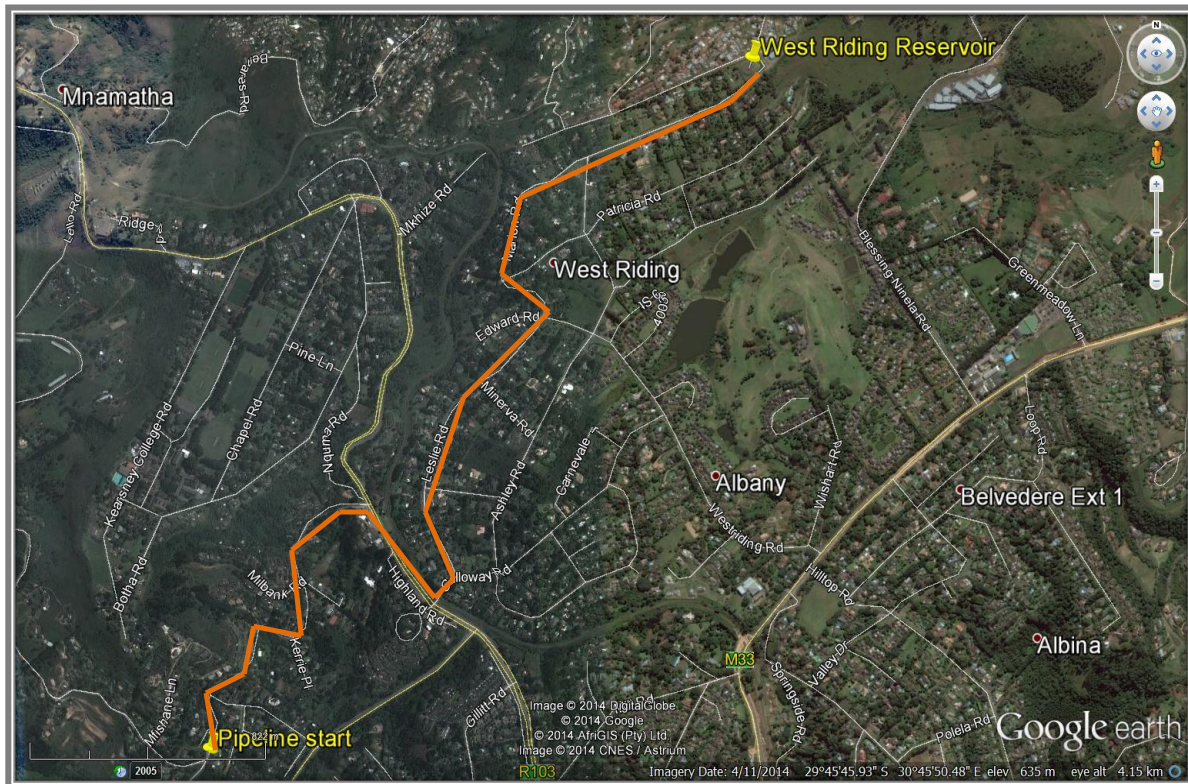 West Riding Reservoir
N
Mnamatha
Mkhize Rd
Patricia Rd
Ridge
West Riding
Blessing Ninela Rd
Greenmeadow Ln
Edward Rd
Pine Ln
Minerva Rd
Kearsney College Rd
Chapel Rd
Leslie Rd
Ashley Rd
Carnevale
Loop Rd
Wishart Rd
Albany
Belvedere Ext 1
Westriding Rd
Botha Rd
Highland Rd
Hilltop Rd
Albina
Kerrie Pl
M33
Valley Dr
Springside Rd
Mfishane Ln
Gillitt Rd
Polela Rd
Pipeline start
Image © 2014 DigitalGlobe
© 2014 Google
© 2014 AfriGIS (Pty) Ltd.
Image © 2014 CNES / Astrium
Google earth
2005
R103
Imagery Date: 4/11/2014 29°45'45.93" S 30°45'50.48" E elev 635 m eye alt 4.15 km